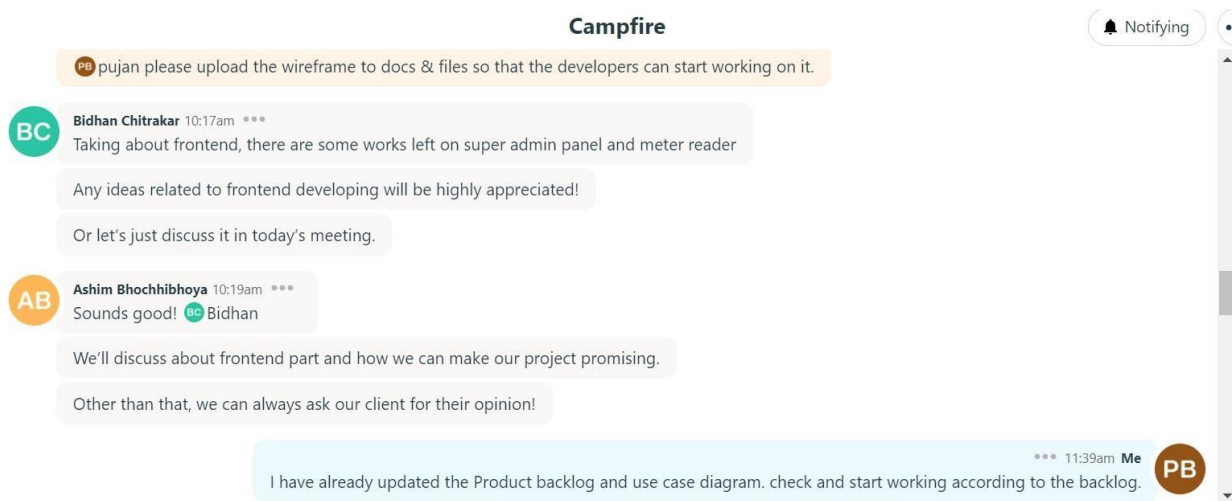 Campfire
Notifying
PB pujan please upload the wireframe to docs & files so that the developers can start working on it.
BC
Bidhan Chitrakar 10:17am
Taking about frontend, there are some works left on super admin panel and meter reader
Any ideas related to frontend developing will be highly appreciated!
Or let's just discuss it in today's meeting.
AB
Ashim Bhochhibhoya 10:19am
Sounds good! BC Bidhan
We'll discuss about frontend part and how we can make our project promising.
Other than that, we can always ask our client for their opinion!
11:39am Me
PB
I have already updated the Product backlog and use case diagram. check and start working according to the backlog.